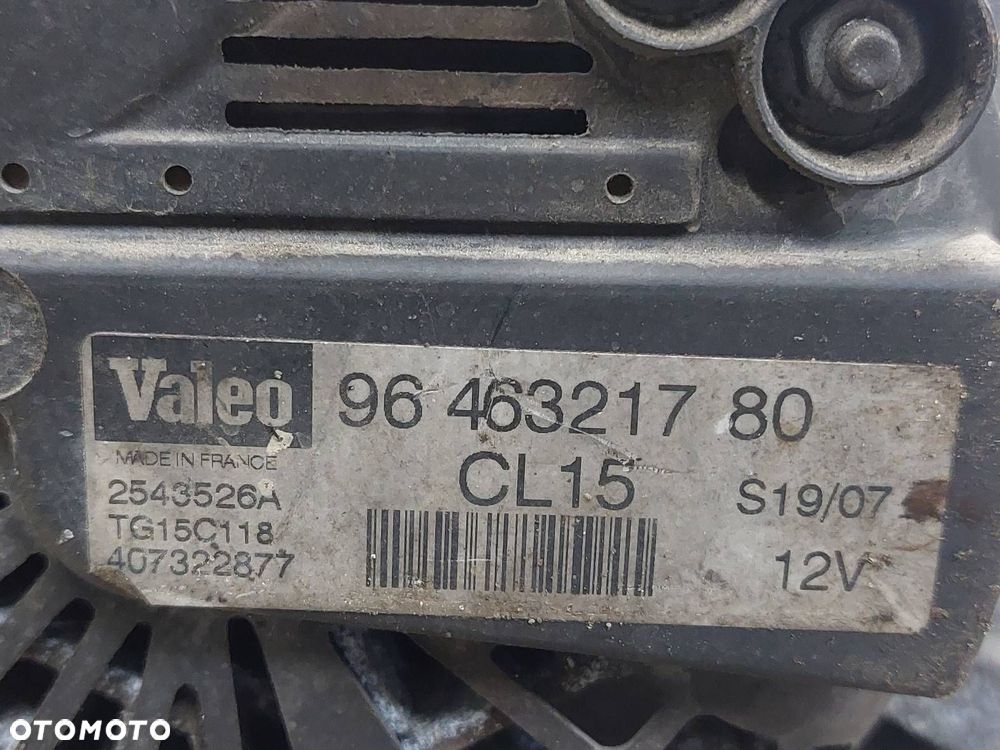 Valeo 96 463217 80
MADE IN FRANCE
CL15
2543526A
S19/07
TG15C118
407322877
12V
OTOMOTO